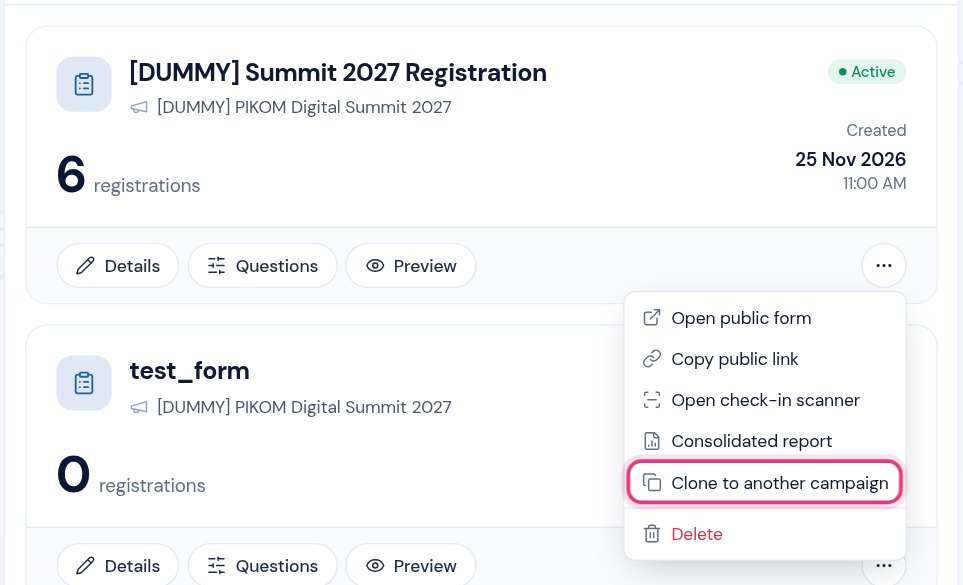 [DUMMY] Summit 2027 Registration
Active
[DUMMY] PIKOM Digital Summit 2027
Created
25 Nov 2026
11:00 AM
6 registrations
Details
Questions
Preview
Open public form
Copy public link
Open check-in scanner
Consolidated report
Clone to another campaign
Delete
test_form
[DUMMY] PIKOM Digital Summit 2027
0 registrations
Details
Questions
Preview